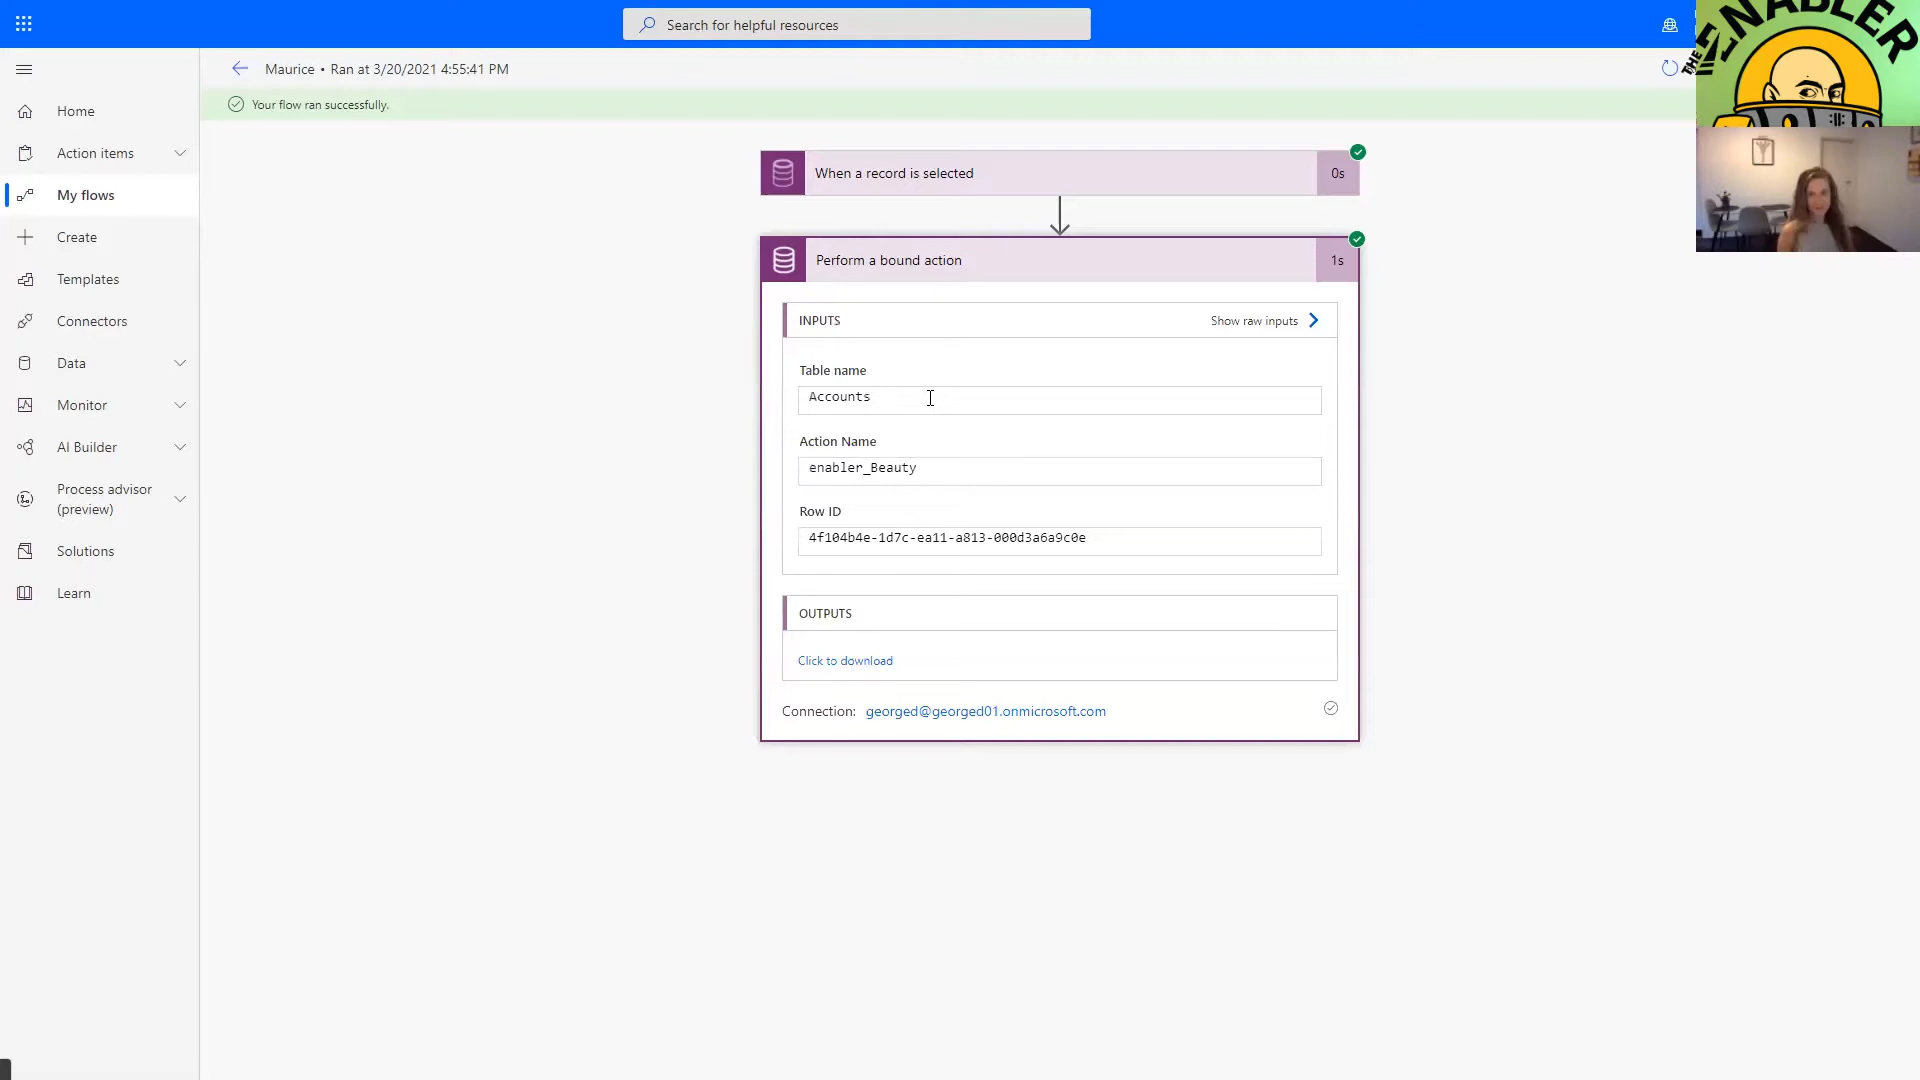 Search for helpful resources
THE ENABLER
Maurice • Ran at 3/20/2021 4:55:41 PM
Your flow ran successfully.
Home
Action items
My flows
Create
Templates
Connectors
Data
Monitor
AI Builder
Process advisor
(preview)
Solutions
Learn
When a record is selected
0s
Perform a bound action
1s
INPUTS
Show raw inputs
Table name
Accounts
Action Name
enabler_Beauty
Row ID
4f104b4e-1d7c-ea11-a813-000d3a6a9c0e
OUTPUTS
Click to download
Connection: georged@georged01.onmicrosoft.com